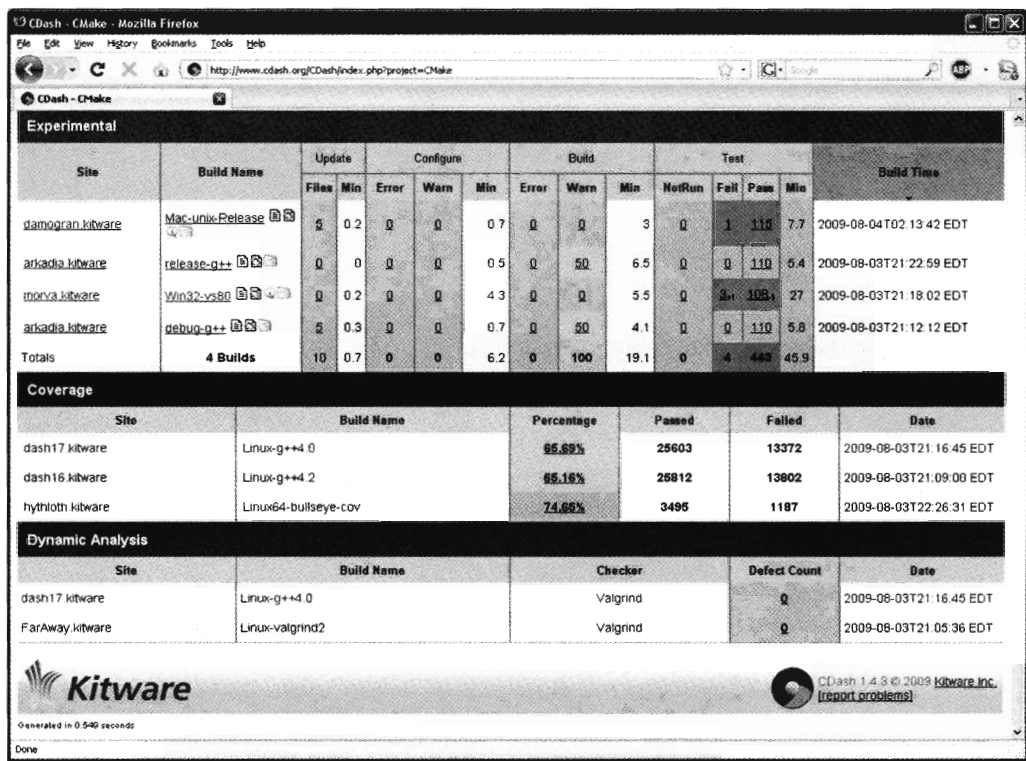 CDash - CMake - Mozilla Firefox
File Edit View History Bookmarks Tools Help
http://www.cdash.org/CDash/index.php?project=CMake Google ABP
CDash - CMake
Experimental
Site Build Name Update Configure Build Test Build Time
Files Min Error Warn Min Error Warn Min NotRun Fail Pass Min
damogran.kitware Mac-unix-Release 5 0.2 0 0 0.7 0 0 3 0 1 115 7.7 2009-08-04T02:13:42 EDT
arkadia.kitware release-g++ 0 0 0 0 0.5 0 50 6.5 0 0 110 5.4 2009-08-03T21:22:59 EDT
morva.kitware Win32-vs80 0 0.2 0 0 4.3 0 0 5.5 0 3+1 108-1 27 2009-08-03T21:18:02 EDT
arkadia.kitware debug-g++ 5 0.3 0 0 0.7 0 50 4.1 0 0 110 5.8 2009-08-03T21:12:12 EDT
Totals 4 Builds 10 0.7 0 0 6.2 0 100 19.1 0 4 443 45.9
Coverage
Site Build Name Percentage Passed Failed Date
dash17.kitware Linux-g++4.0 65.69% 25603 13372 2009-08-03T21:16:45 EDT
dash16.kitware Linux-g++4.2 65.16% 25812 13802 2009-08-03T21:09:00 EDT
hythloth.kitware Linux64-bullseye-cov 74.65% 3495 1187 2009-08-03T22:26:31 EDT
Dynamic Analysis
Site Build Name Checker Defect Count Date
dash17.kitware Linux-g++4.0 Valgrind 0 2009-08-03T21:16:45 EDT
FarAway.kitware Linux-valgrind2 Valgrind 0 2009-08-03T21:05:36 EDT
Kitware
CDash 1.4.3 © 2009 Kitware Inc.
[report problems]
Generated in 0.549 seconds
Done